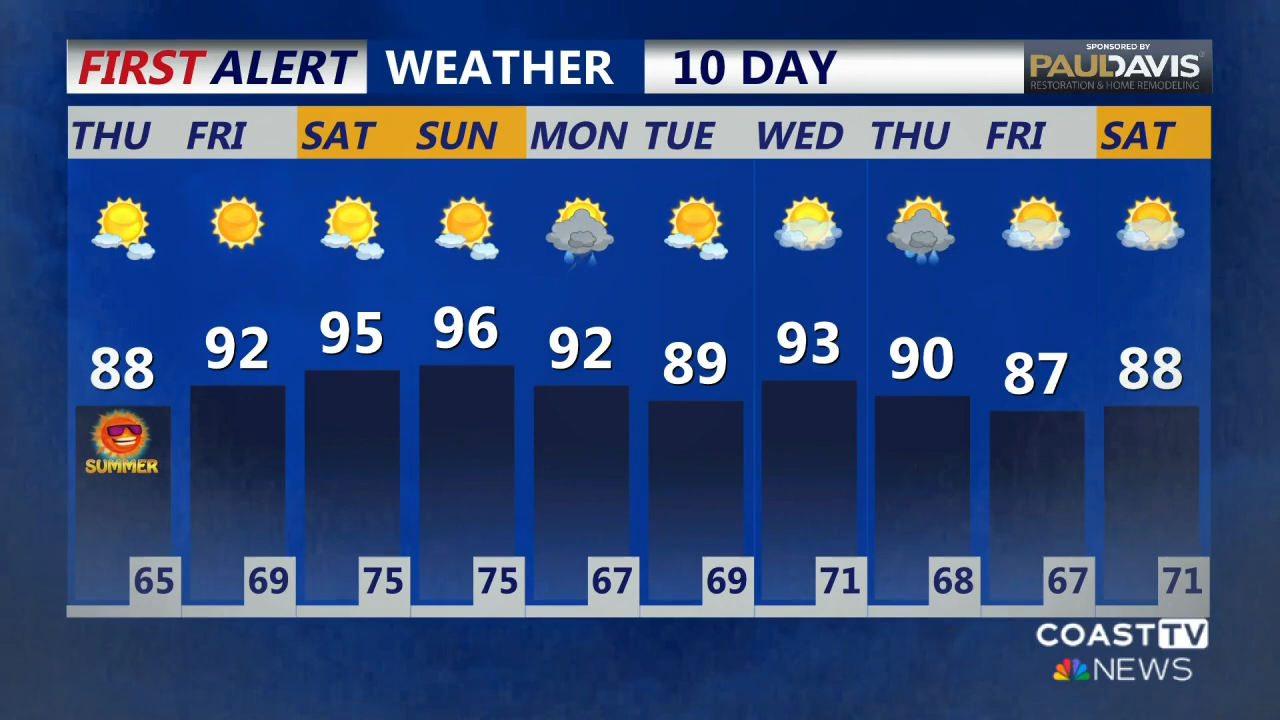 FIRST ALERT WEATHER 10 DAY
SPONSORED BY
PAULDAVIS
RESTORATION & HOME REMODELING
THU FRI SAT SUN MON TUE WED THU FRI SAT
88 92 95 96 92 89 93 90 87 88
SUMMER
65 69 75 75 67 69 71 68 67 71
COAST TV
NEWS